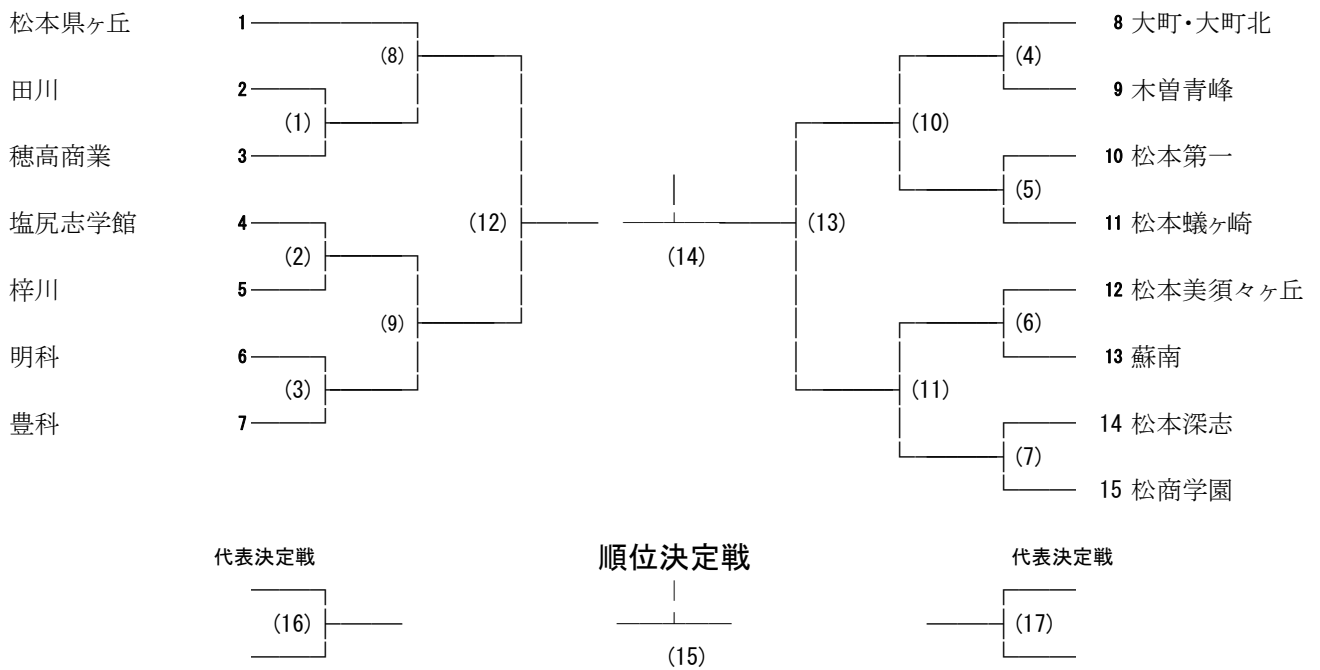 松本県ヶ丘 1
(8)
田川 2
(1)
穂高商業 3
塩尻志学館 4
(12)
(2)
梓川 5
(9)
明科 6
(3)
豊科 7
(14)
8 大町・大町北
(4)
9 木曽青峰
(10)
10 松本第一
(5)
11 松本蟻ヶ崎
(13)
12 松本美須々ヶ丘
(6)
13 蘇南
(11)
14 松本深志
(7)
15 松商学園
代表決定戦
(16)
順位決定戦
(15)
代表決定戦
(17)